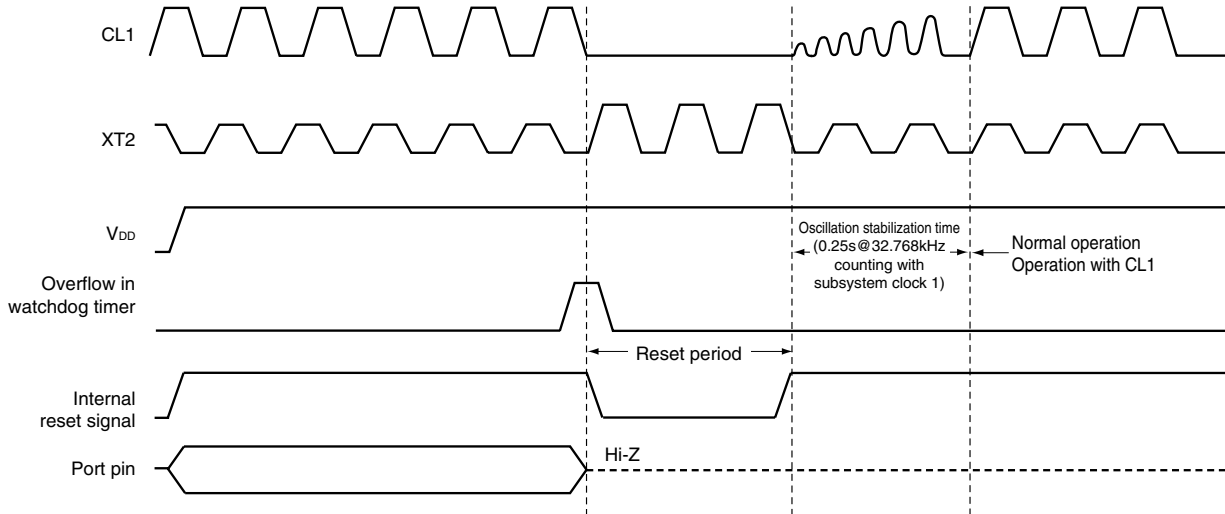 CL1
XT2
VDD
Oscillation stabilization time
(0.25s@32.768kHz
counting with
subsystem clock 1)
Normal operation
Operation with CL1
Overflow in
watchdog timer
Reset period
Internal
reset signal
Hi-Z
Port pin